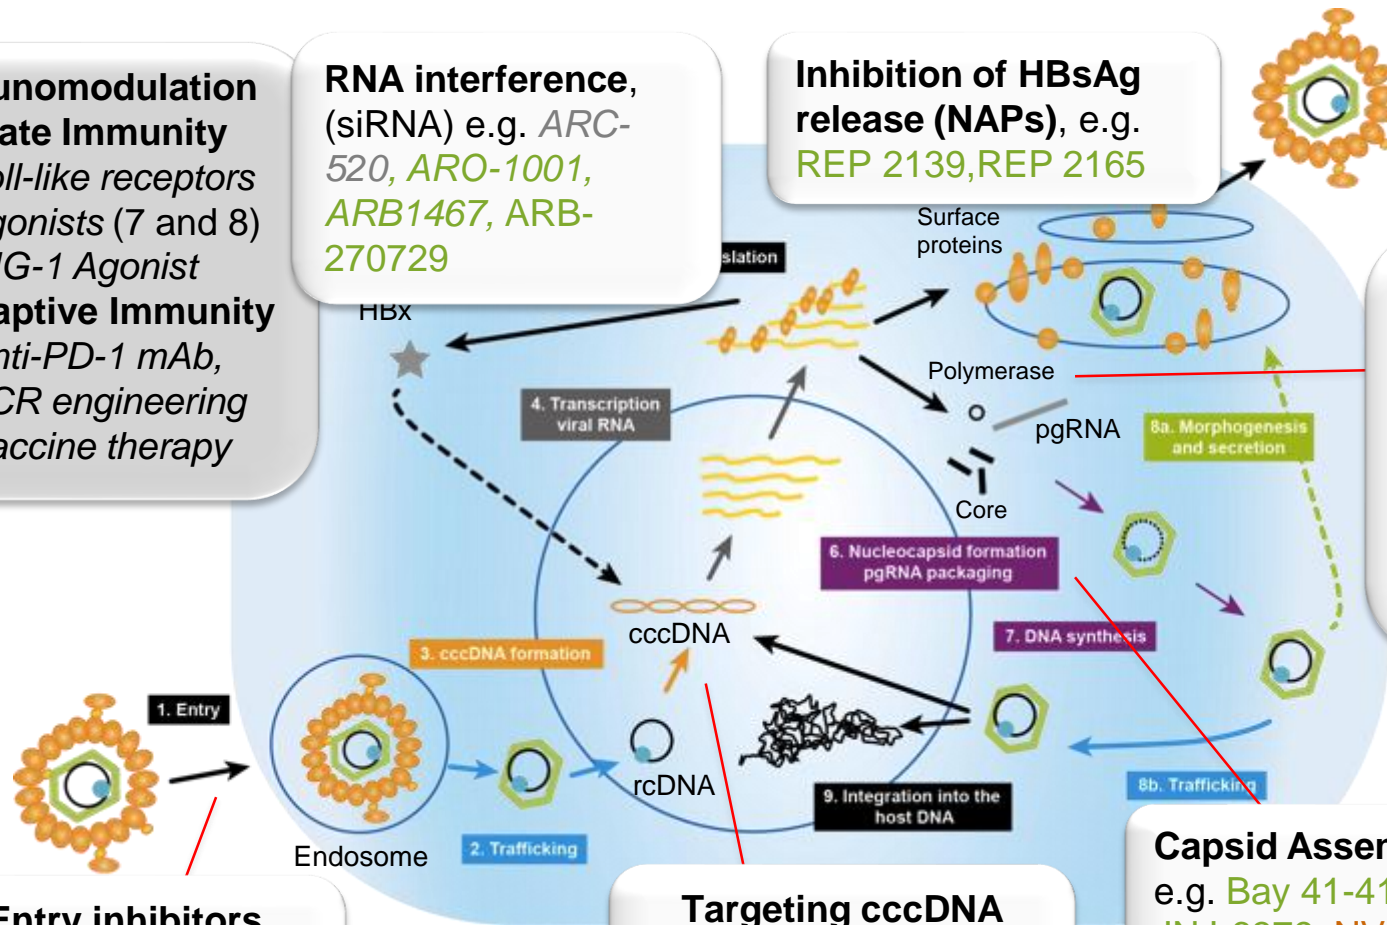 unomodulation
ate Immunity
oll-like receptors
gonists (7 and 8)
IG-1 Agonist
aptive Immunity
nti-PD-1 mAb,
CR engineering
accine therapy
RNA interference,
(siRNA) e.g. ARC-
520, ARO-1001,
ARB1467, ARB-
270729
Inhibition of HBsAg
release (NAPs), e.g.
REP 2139,REP 2165
Surface
proteins
slation
HBx
Polymerase
4. Transcription
viral RNA
pgRNA
8a. Morphogenesis
and secretion
Core
6. Nucleocapsid formation
pgRNA packaging
cccDNA
7. DNA synthesis
3. cccDNA formation
1. Entry
rcDNA
8b. Trafficking
9. Integration into the
host DNA
Endosome
2. Trafficking
Capsid Assem
e.g. Bay 41-41
Entry inhibitors
Targeting cccDNA